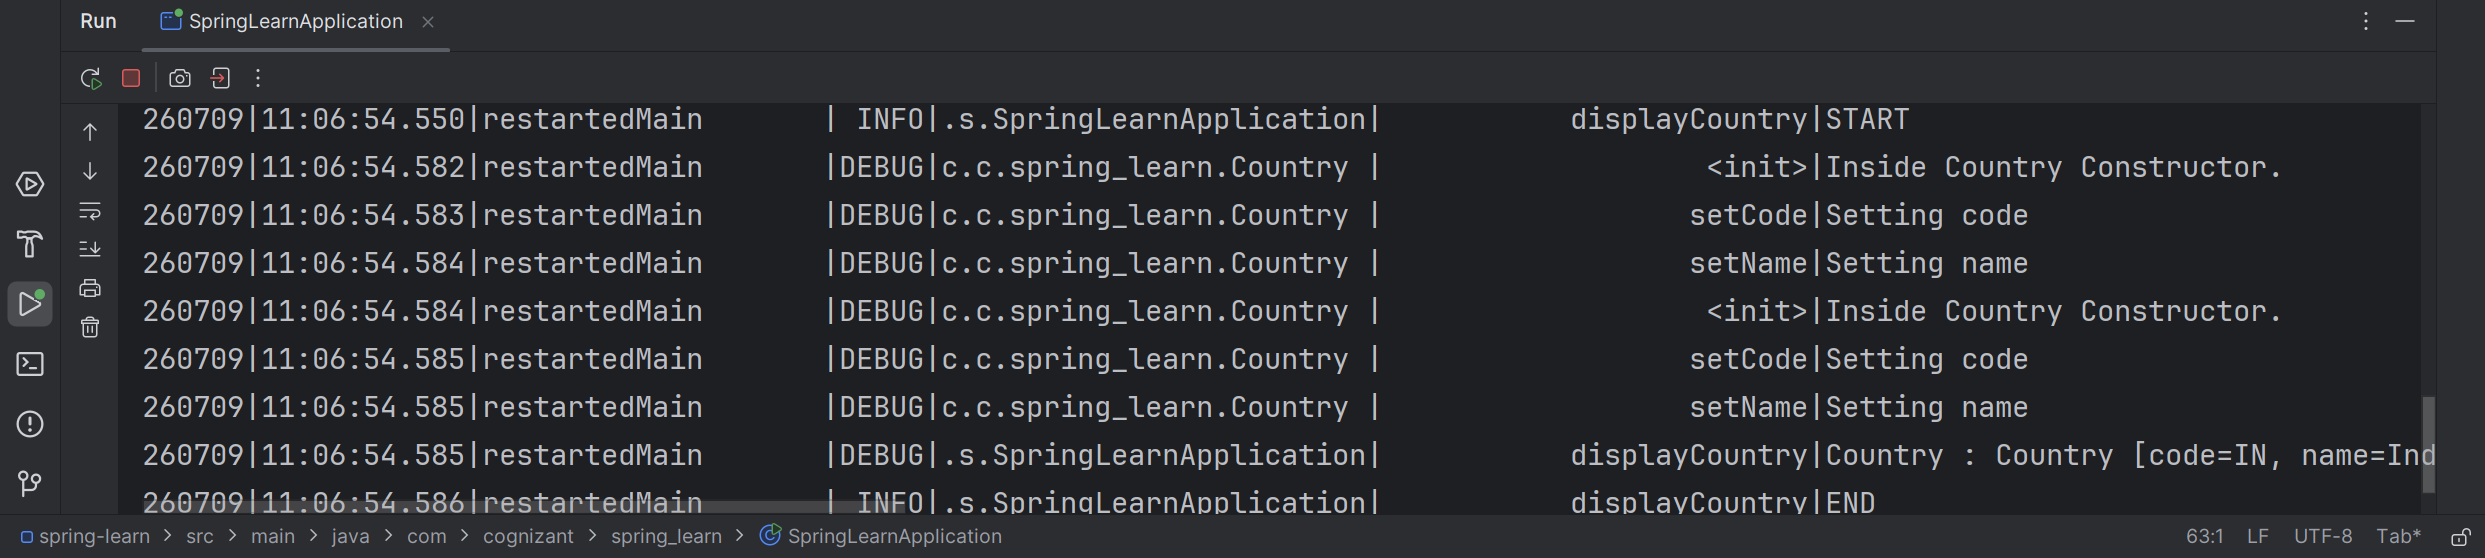 Run SpringLearnApplication
260709|11:06:54.550|restartedMain | INFO|.s.SpringLearnApplication| displayCountry|START
260709|11:06:54.582|restartedMain |DEBUG|c.c.spring_learn.Country | <init>|Inside Country Constructor.
260709|11:06:54.583|restartedMain |DEBUG|c.c.spring_learn.Country | setCode|Setting code
260709|11:06:54.584|restartedMain |DEBUG|c.c.spring_learn.Country | setName|Setting name
260709|11:06:54.584|restartedMain |DEBUG|c.c.spring_learn.Country | <init>|Inside Country Constructor.
260709|11:06:54.585|restartedMain |DEBUG|c.c.spring_learn.Country | setCode|Setting code
260709|11:06:54.585|restartedMain |DEBUG|c.c.spring_learn.Country | setName|Setting name
260709|11:06:54.585|restartedMain |DEBUG|.s.SpringLearnApplication| displayCountry|Country : Country [code=IN, name=Ind
260709|11:06:54.586|restartedMain | INFO|.s.SpringLearnApplication| displayCountry|END
spring-learn > src > main > java > com > cognizant > spring_learn > SpringLearnApplication 63:1 LF UTF-8 Tab*